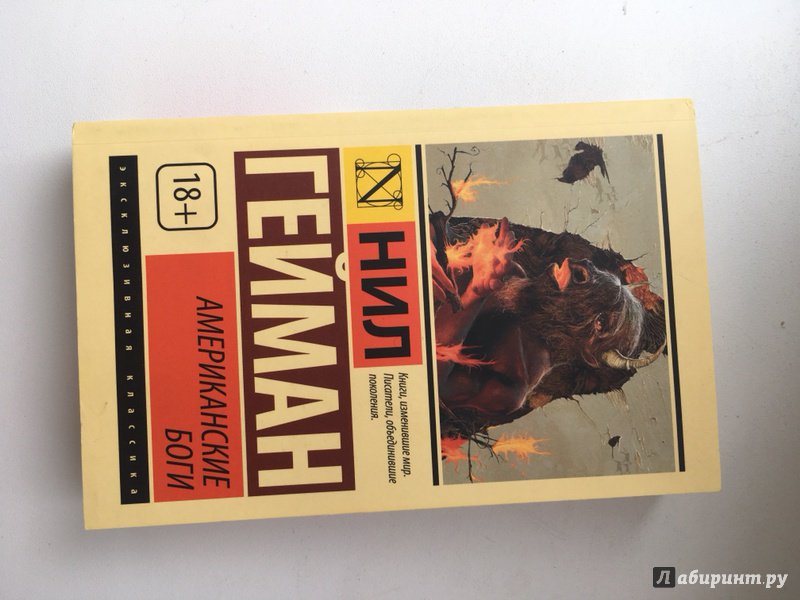 Книги, изменившие мир.
Писатели, объединившие
поколения.
N
НИЛ
ГЕЙМАН
АМЕРИКАНСКИЕ
БОГИ
18+
эксклюзивная классика
Лабиринт.ру